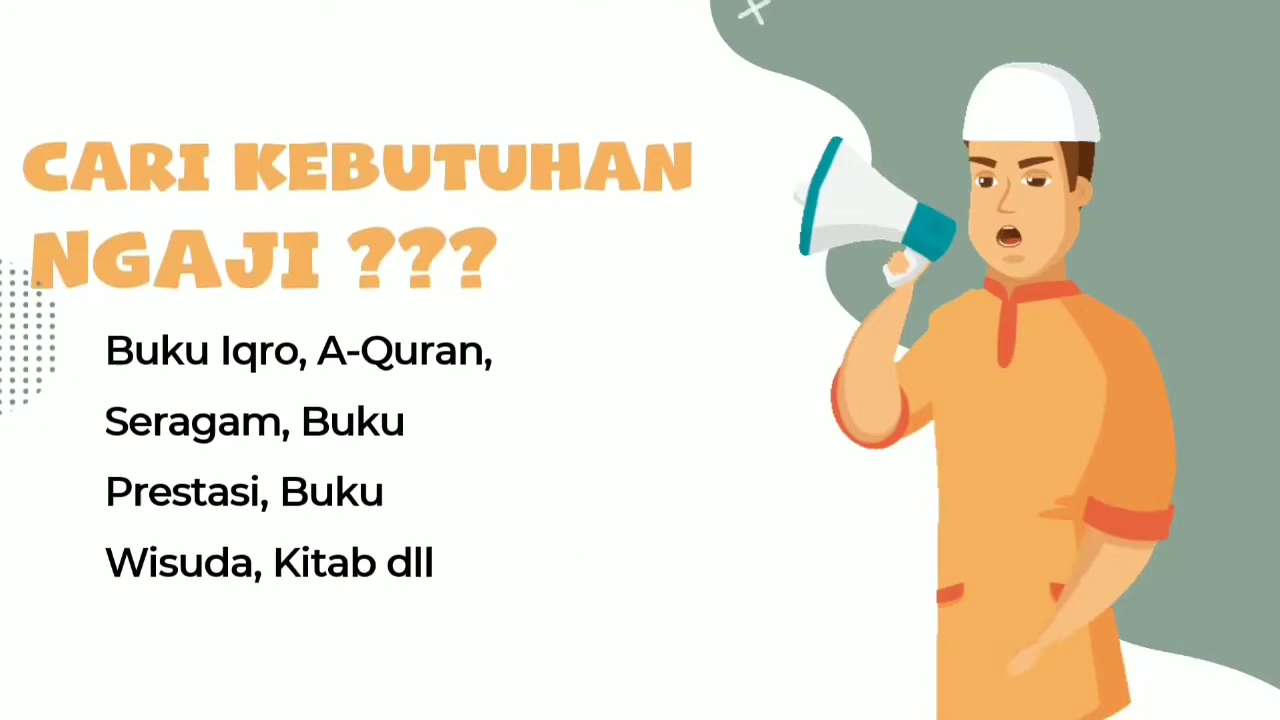 CARI KEBUTUHAN
NGAJI ???
Buku Iqro, A-Quran,
Seragam, Buku
Prestasi, Buku
Wisuda, Kitab dll